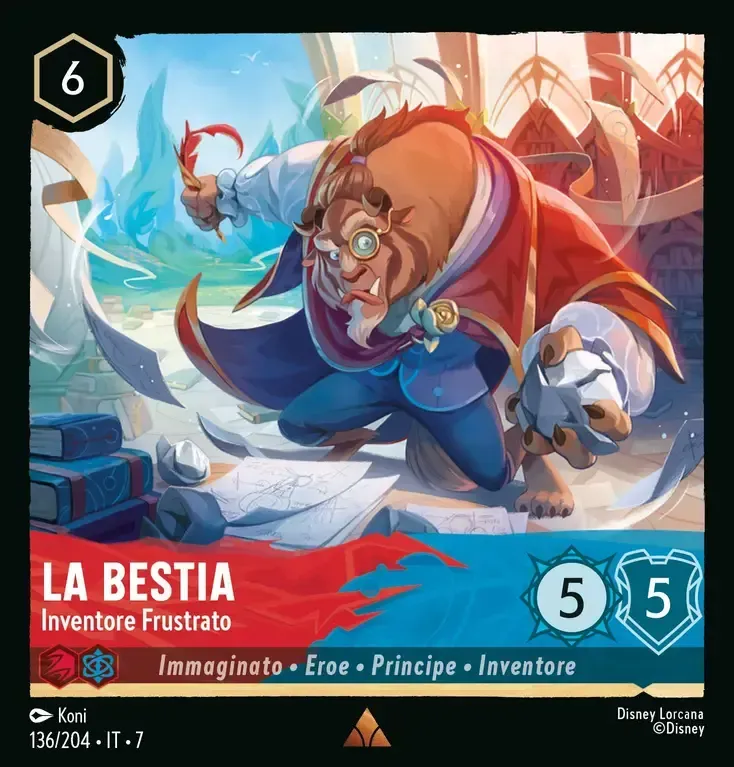 6
LA BESTIA
Inventore Frustrato
5 5
Immaginato • Eroe • Principe • Inventore
Koni
136/204 • IT • 7
Disney Lorcana
©Disney